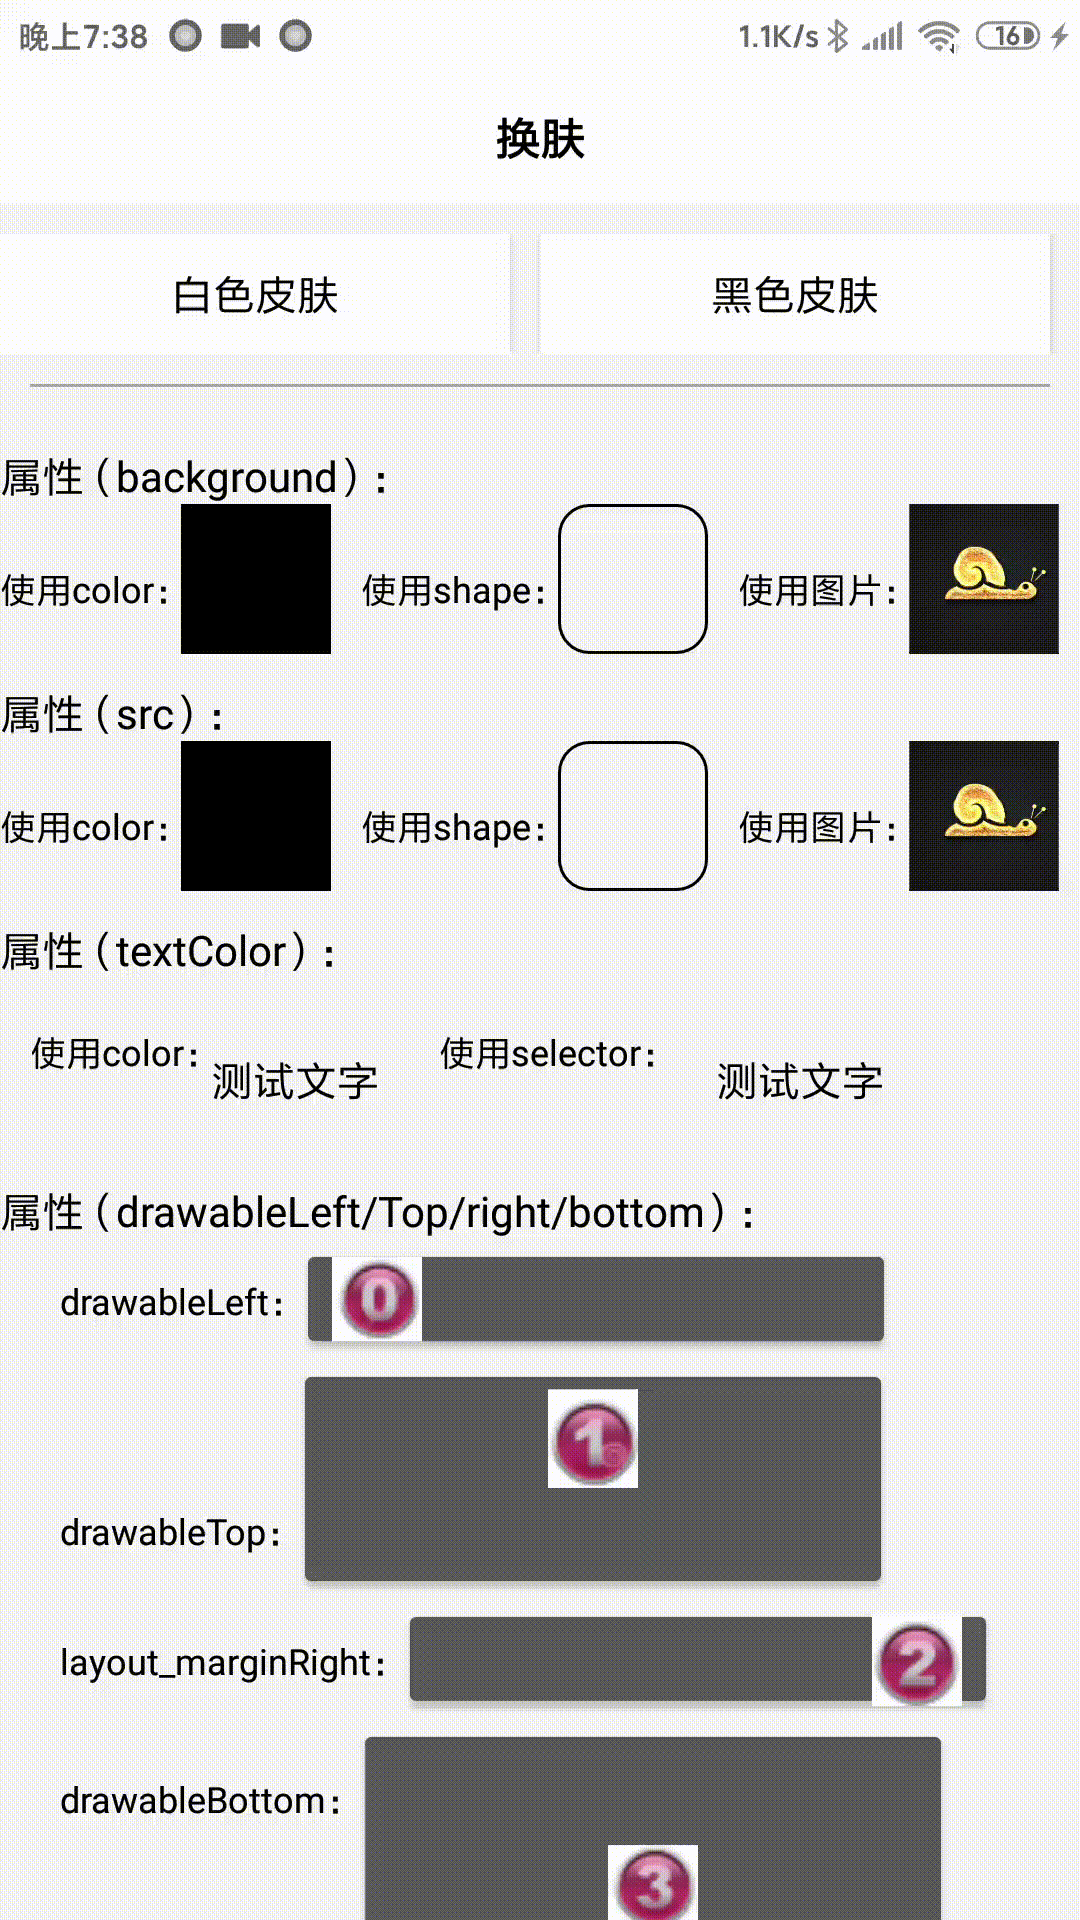 晚上7:38 1.1K/s 16
换肤
白色皮肤 黑色皮肤
属性（background）：
使用color： 使用shape： 使用图片：
属性（src）：
使用color： 使用shape： 使用图片：
属性（textColor）：
使用color： 测试文字 使用selector： 测试文字
属性（drawableLeft/Top/right/bottom）：
drawableLeft： 0
1
drawableTop：
layout_marginRight： 2
drawableBottom：
3